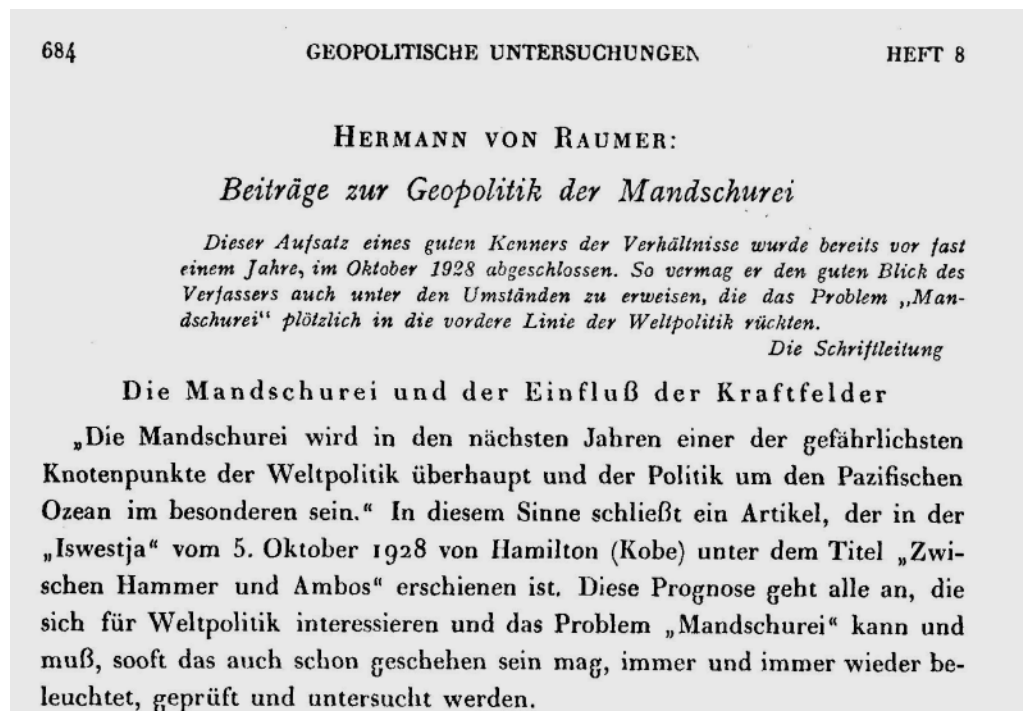 684 GEOPOLITISCHE UNTERSUCHUNGEN HEFT 8
HERMANN VON RAUMER:
Beiträge zur Geopolitik der Mandschurei
Dieser Aufsatz eines guten Kenners der Verhältnisse wurde bereits vor fast
einem Jahre, im Oktober 1928 abgeschlossen. So vermag er den guten Blick des
Verfassers auch unter den Umständen zu erweisen, die das Problem „Man-
dschurei“ plötzlich in die vordere Linie der Weltpolitik rückten.
Die Schriftleitung
Die Mandschurei und der Einfluß der Kraftfelder
„Die Mandschurei wird in den nächsten Jahren einer der gefährlichsten
Knotenpunkte der Weltpolitik überhaupt und der Politik um den Pazifischen
Ozean im besonderen sein.“ In diesem Sinne schließt ein Artikel, der in der
„Iswestja“ vom 5. Oktober 1928 von Hamilton (Kobe) unter dem Titel „Zwi-
schen Hammer und Ambos“ erschienen ist. Diese Prognose geht alle an, die
sich für Weltpolitik interessieren und das Problem „Mandschurei“ kann und
muß, sooft das auch schon geschehen sein mag, immer und immer wieder be-
leuchtet, geprüft und untersucht werden.